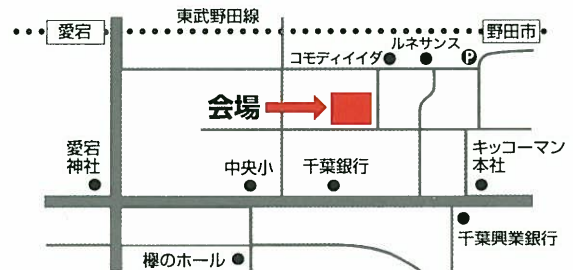 東武野田線
愛宕
野田市
ルネサンス
コモディイイダ
P
会場
愛宕
神社
中央小
千葉銀行
キッコーマン
本社
千葉興業銀行
欅のホール